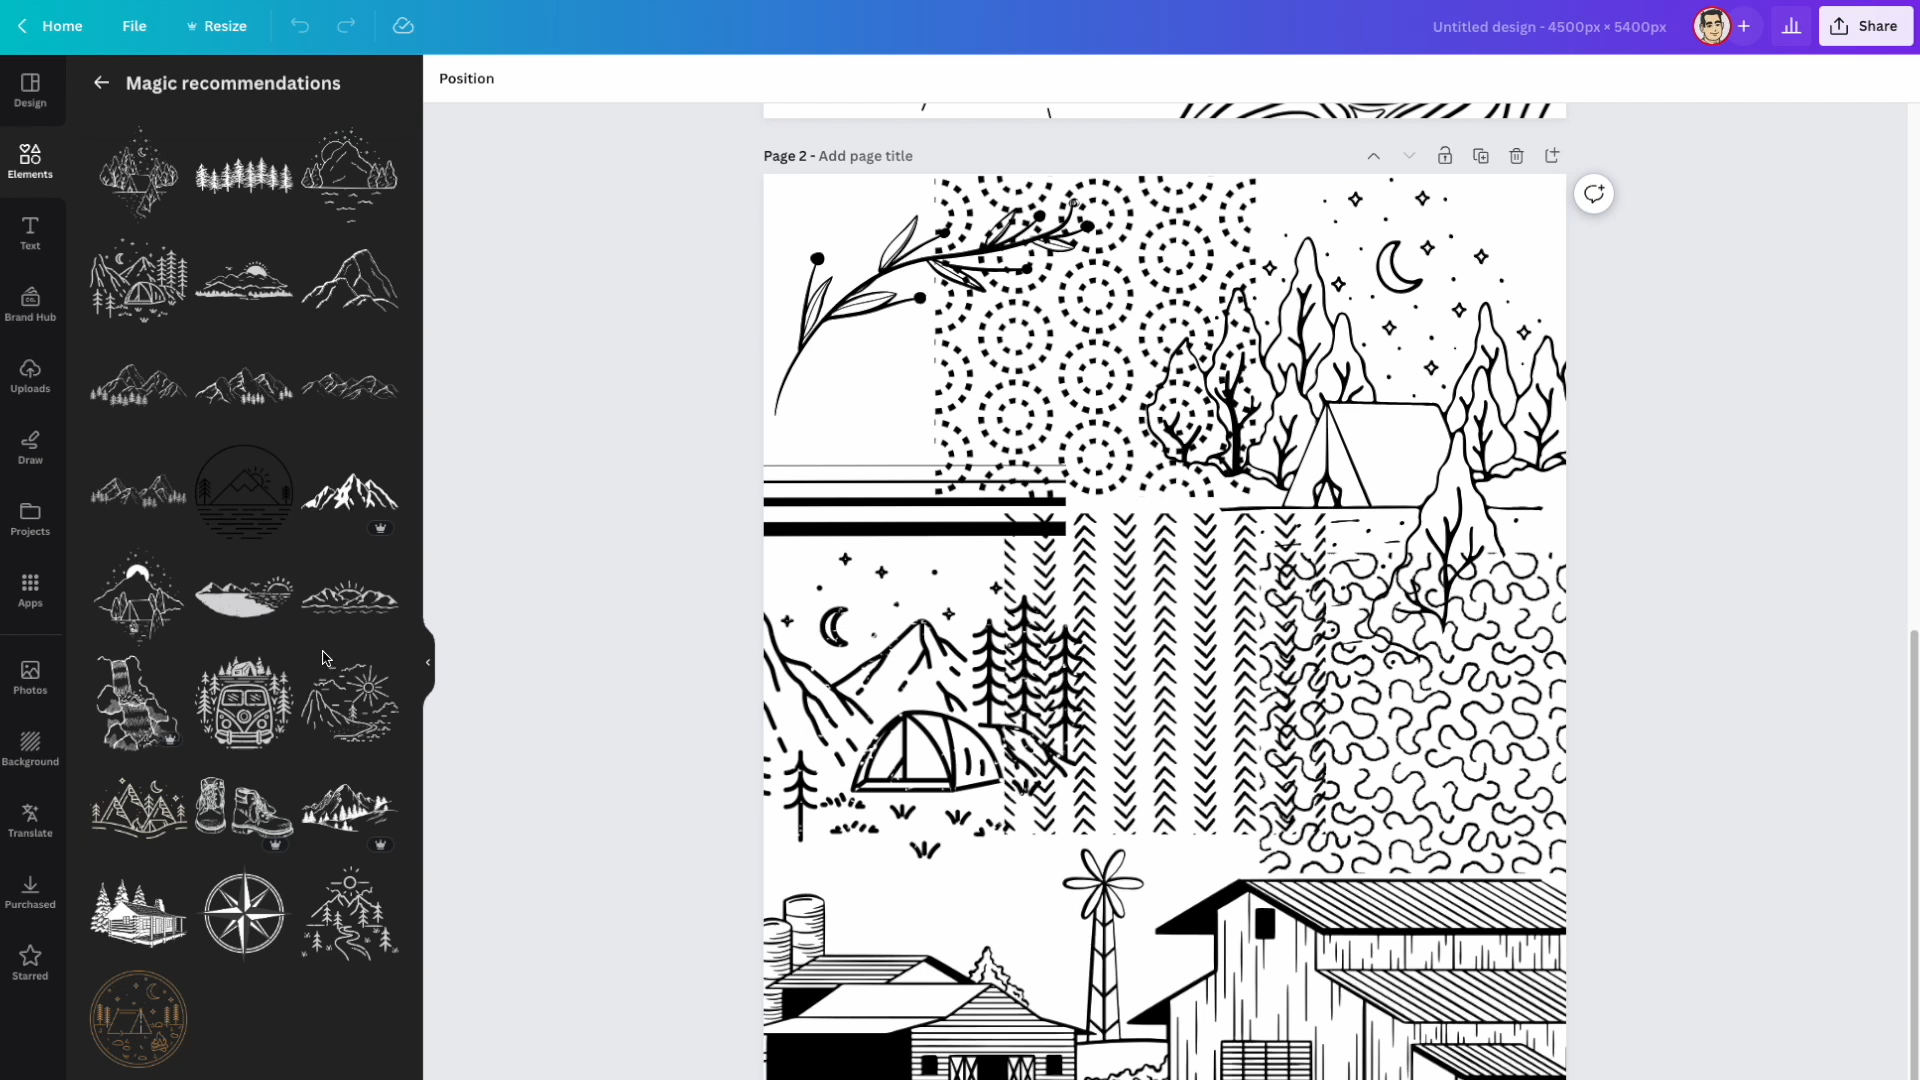 Home
File
Resize
Untitled design - 4500px × 5400px
Share
Design
Elements
Text
Brand Hub
Uploads
Draw
Projects
Apps
Photos
Background
Translate
Purchased
Starred
Magic recommendations
Position
Page 2 - Add page title